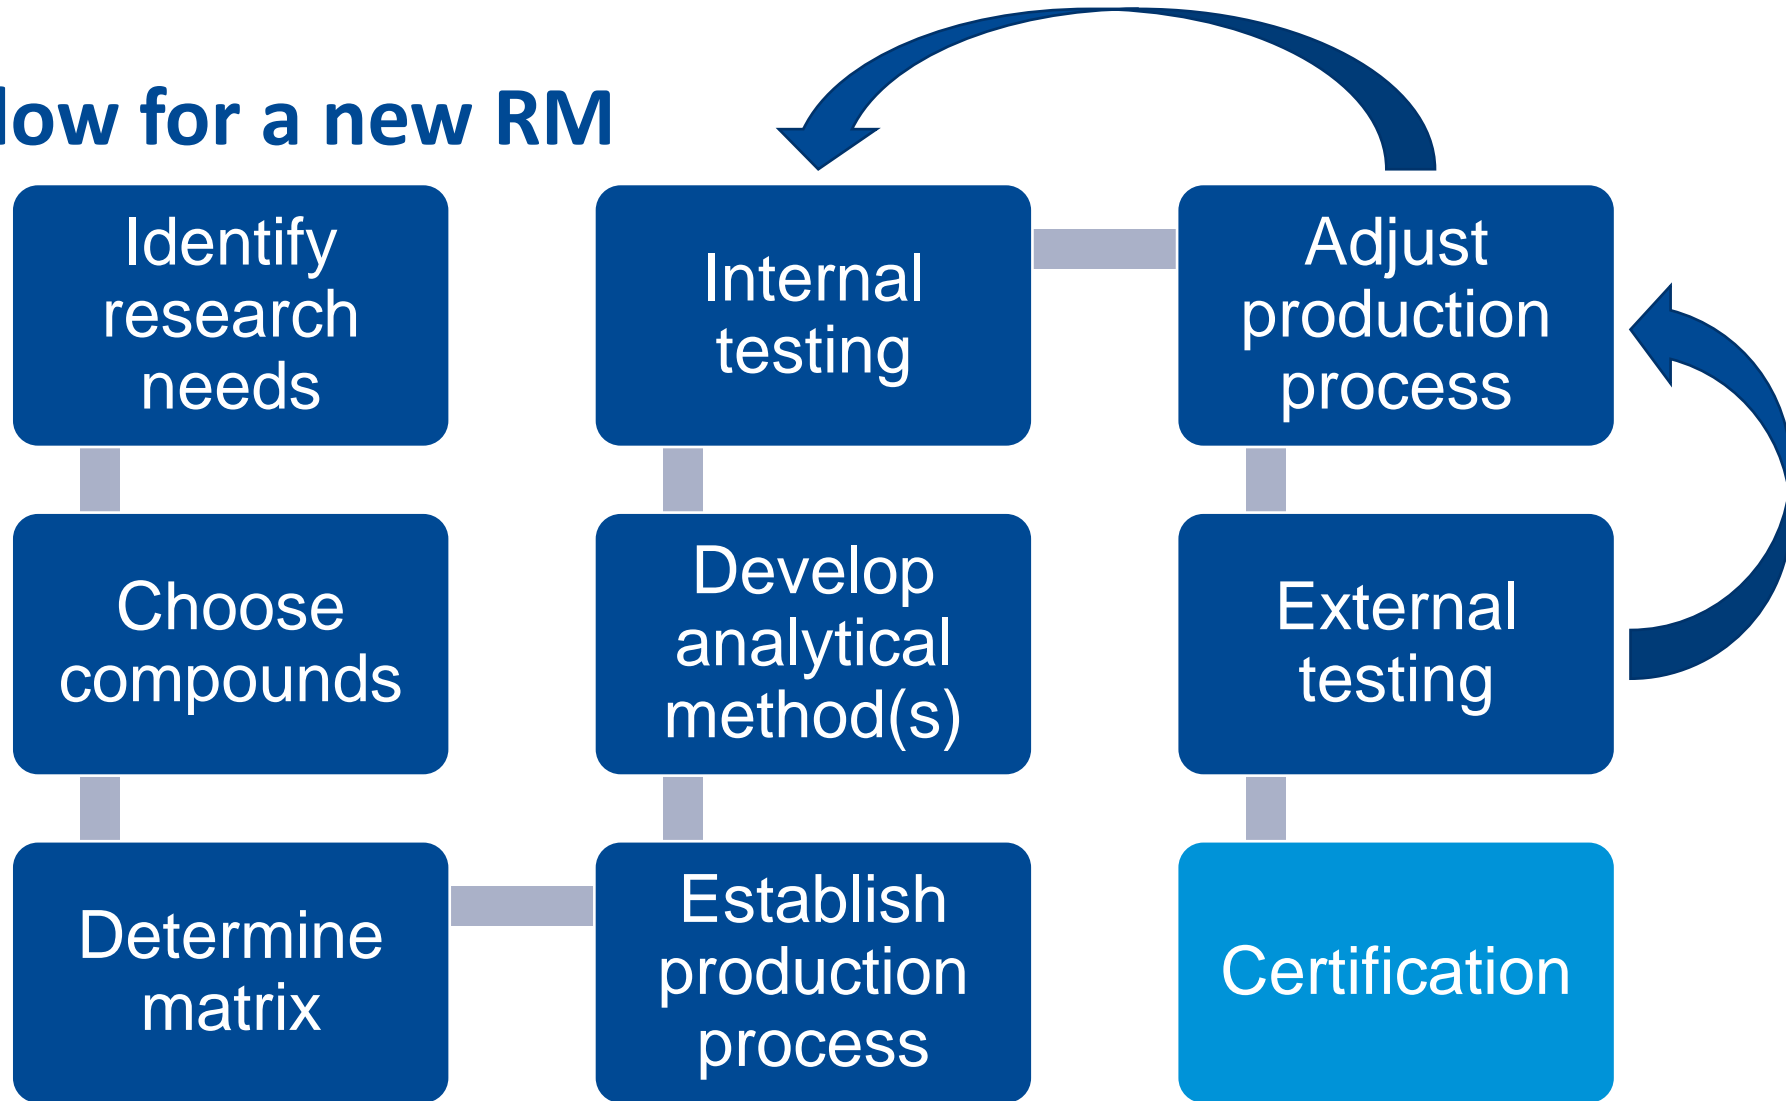 low for a new RM
Identify
research
needs
Choose
compounds
Determine
matrix
Establish
production
process
Develop
analytical
method(s)
Internal
testing
Adjust
production
process
External
testing
Certification